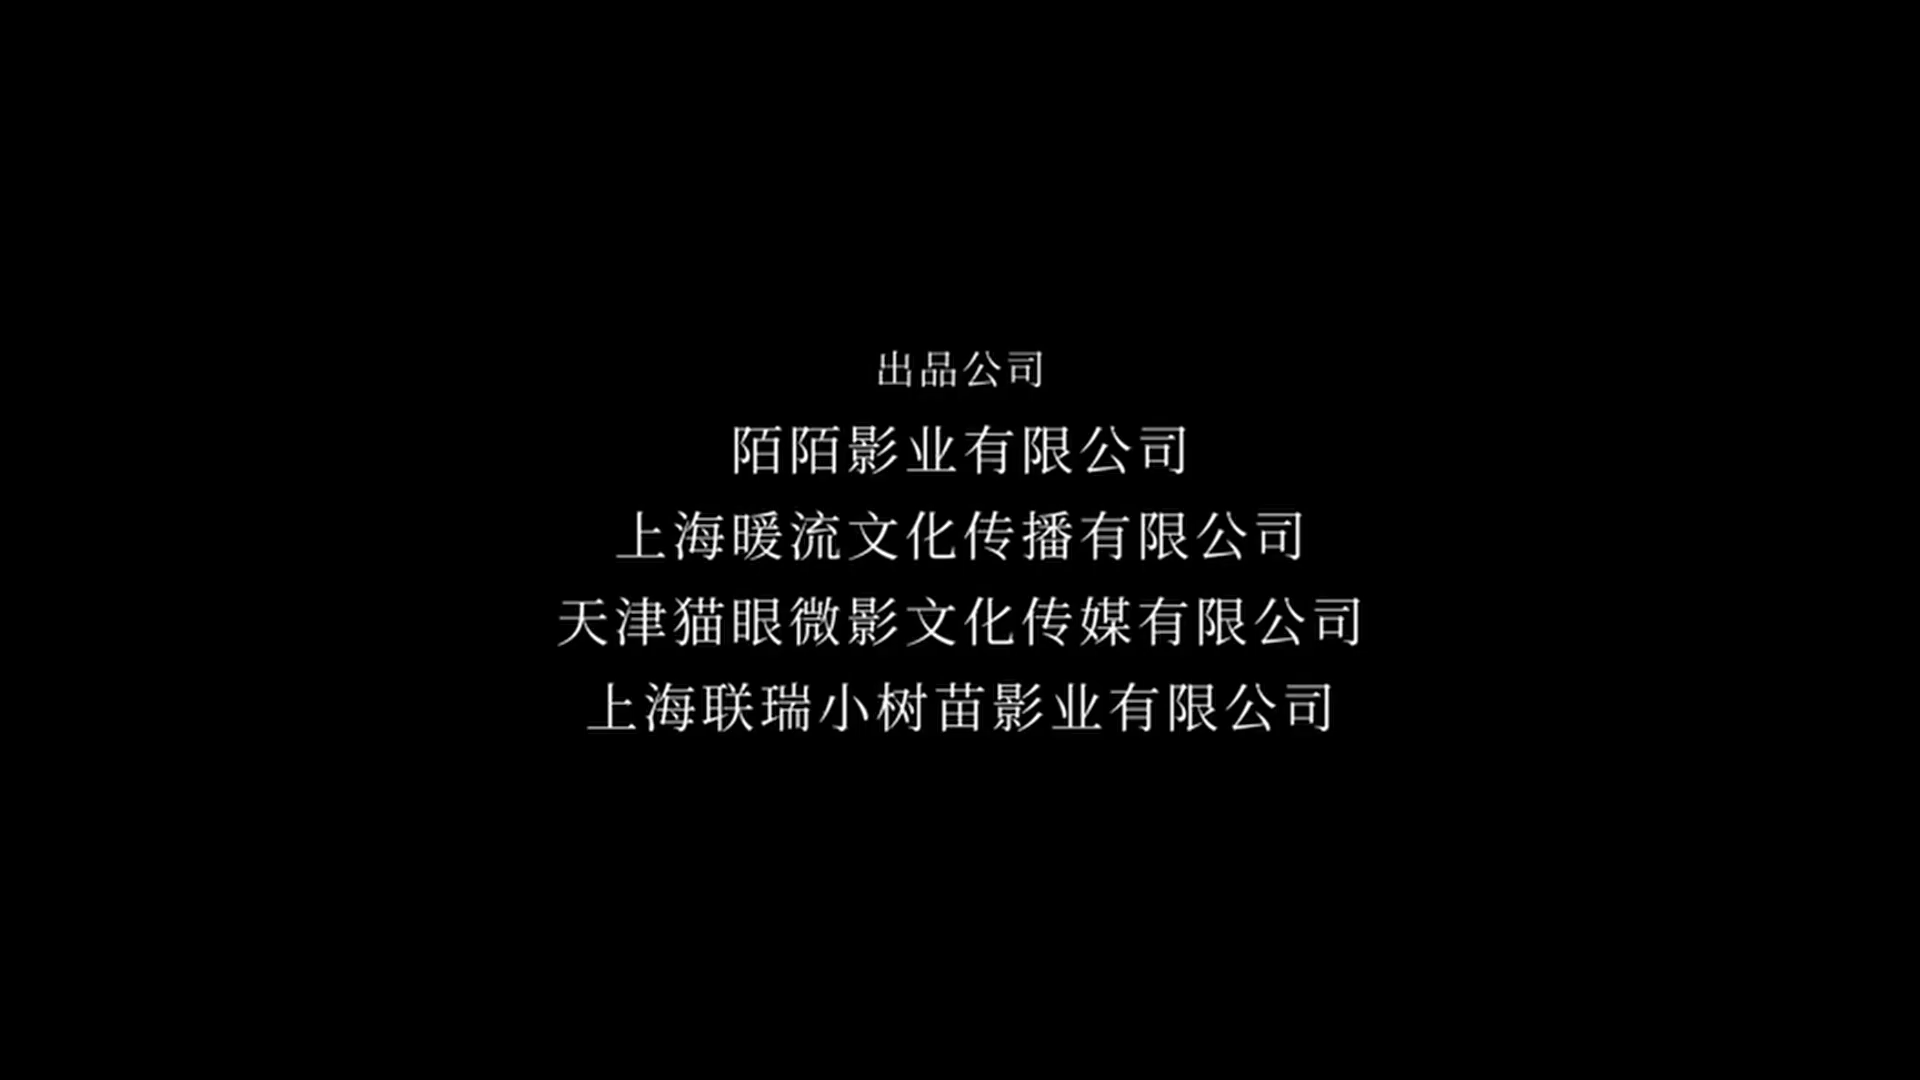 出品公司
陌陌影业有限公司
上海暖流文化传播有限公司
天津猫眼微影文化传媒有限公司
上海联瑞小树苗影业有限公司